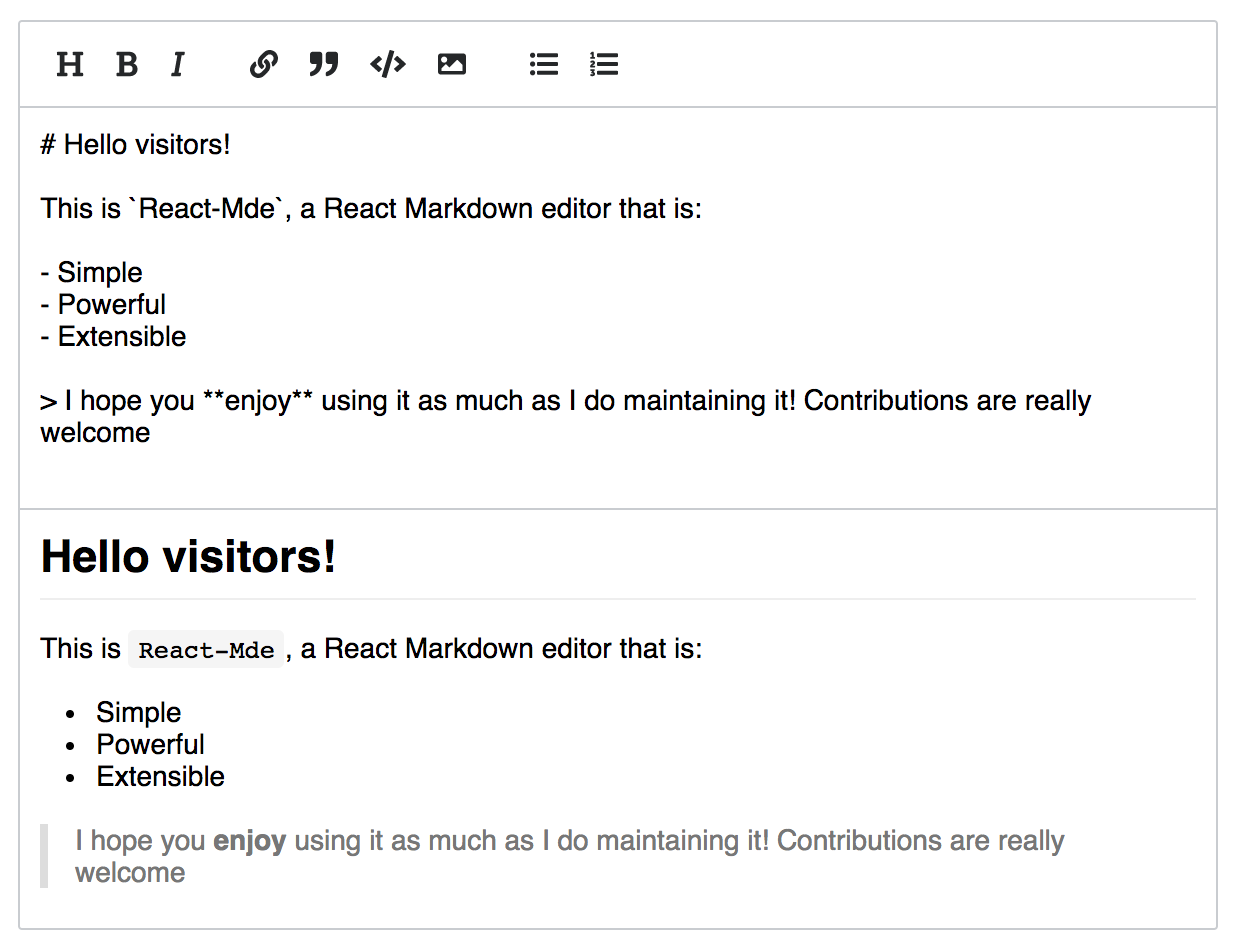 H B I
# Hello visitors!
This is `React-Mde`, a React Markdown editor that is:
- Simple
- Powerful
- Extensible
> I hope you **enjoy** using it as much as I do maintaining it! Contributions are really
welcome
Hello visitors!
This is React-Mde, a React Markdown editor that is:
• Simple
• Powerful
• Extensible
I hope you enjoy using it as much as I do maintaining it! Contributions are really
welcome